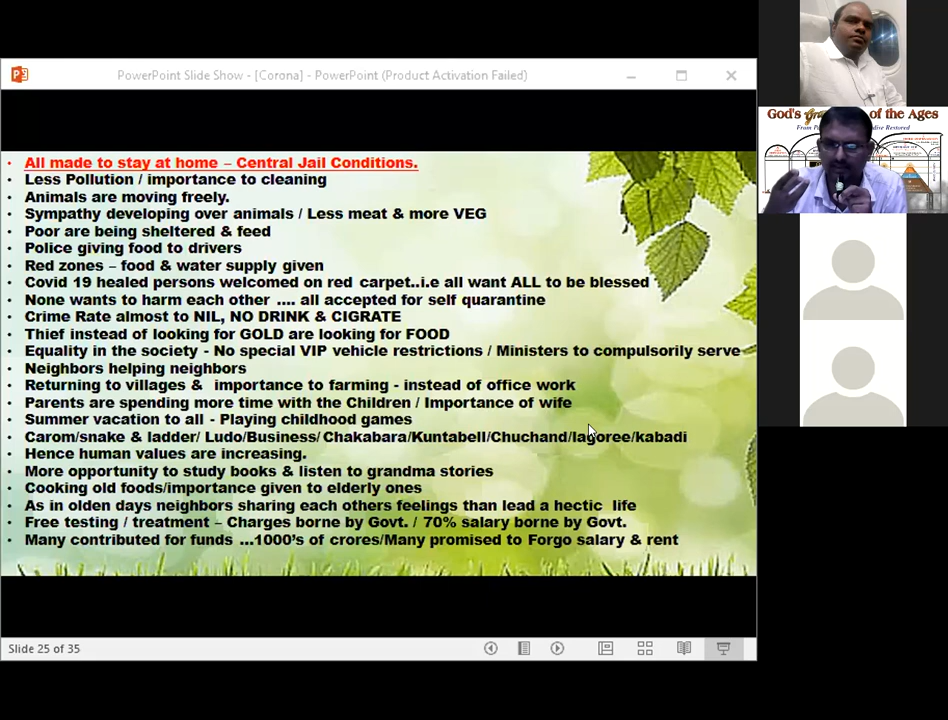 PowerPoint Slide Show - [Corona] - PowerPoint (Product Activation Failed)
• All made to stay at home – Central Jail Conditions.
• Less Pollution / importance to cleaning
• Animals are moving freely.
• Sympathy developing over animals / Less meat & more VEG
• Poor are being sheltered & feed
• Police giving food to drivers
• Red zones – food & water supply given
• Covid 19 healed persons welcomed on red carpet..i.e all want ALL to be blessed
• None wants to harm each other .... all accepted for self quarantine
• Crime Rate almost to NIL, NO DRINK & CIGRATE
• Thief instead of looking for GOLD are looking for FOOD
• Equality in the society - No special VIP vehicle restrictions / Ministers to compulsorily serve
• Neighbors helping neighbors
• Returning to villages & importance to farming - instead of office work
• Parents are spending more time with the Children / Importance of wife
• Summer vacation to all - Playing childhood games
• Carom/snake & ladder/ Ludo/Business/ Chakabara/Kuntabell/Chuchand/lagoree/kabadi
• Hence human values are increasing.
• More opportunity to study books & listen to grandma stories
• Cooking old foods/importance given to elderly ones
• As in olden days neighbors sharing each others feelings than lead a hectic life
• Free testing / treatment – Charges borne by Govt. / 70% salary borne by Govt.
• Many contributed for funds ...1000's of crores/Many promised to Forgo salary & rent
Slide 25 of 35
God's of the Ages
From Restored